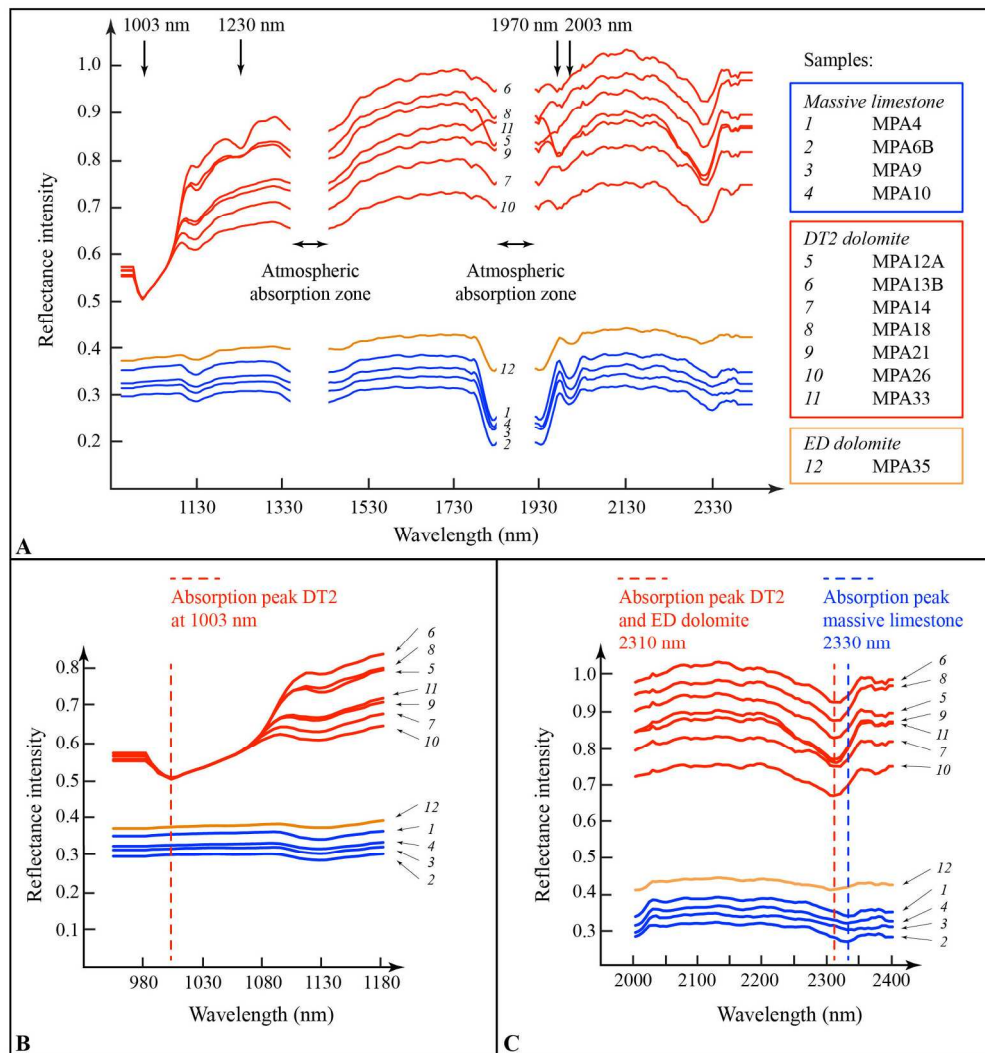 1003 nm
1230 nm
1970 nm
2003 nm
Samples:
Massive limestone
1 MPA4
2 MPA6B
3 MPA9
4 MPA10
DT2 dolomite
5 MPA12A
6 MPA13B
7 MPA14
8 MPA18
9 MPA21
10 MPA26
11 MPA33
ED dolomite
12 MPA35
Reflectance intensity
1.0
0.9
0.8
0.7
0.6
0.5
0.4
0.3
0.2
6
8
11
5
9
7
10
12
1
4
3
2
Atmospheric
absorption zone
Atmospheric
absorption zone
1130
1330
1530
1730
1930
2130
2330
Wavelength (nm)
A
Absorption peak DT2
at 1003 nm
Reflectance intensity
0.8
0.7
0.6
0.5
0.4
0.3
0.2
0.1
6
8
5
11
9
7
10
12
1
4
3
2
980
1030
1080
1130
1180
Wavelength (nm)
B
Absorption peak DT2
and ED dolomite
2310 nm
Absorption peak
massive limestone
2330 nm
Reflectance intensity
1.0
0.9
0.8
0.7
0.6
0.5
0.4
0.3
6
8
5
9
11
7
10
12
1
4
3
2
2000
2100
2200
2300
2400
Wavelength (nm)
C